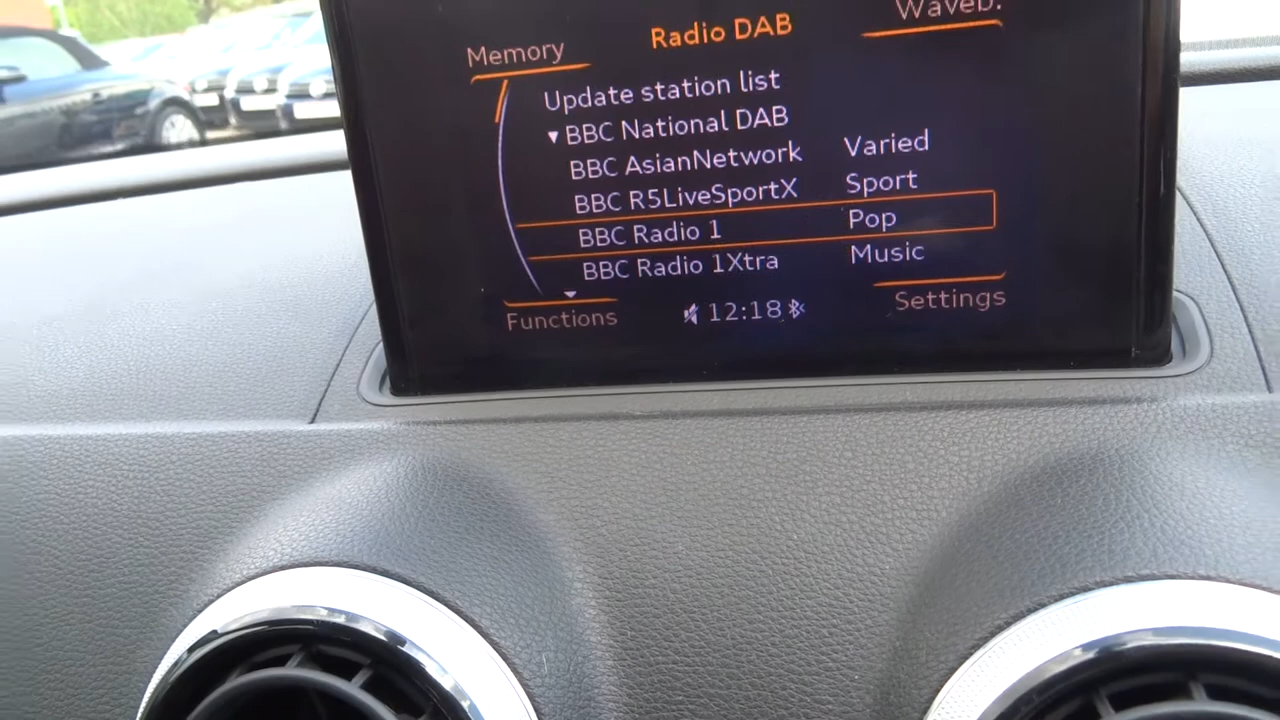 Memory Radio DAB Waveb.
Update station list
BBC National DAB
BBC AsianNetwork Varied
BBC R5LiveSportX Sport
BBC Radio 1 Pop
BBC Radio 1Xtra Music
Functions 12:18 Settings